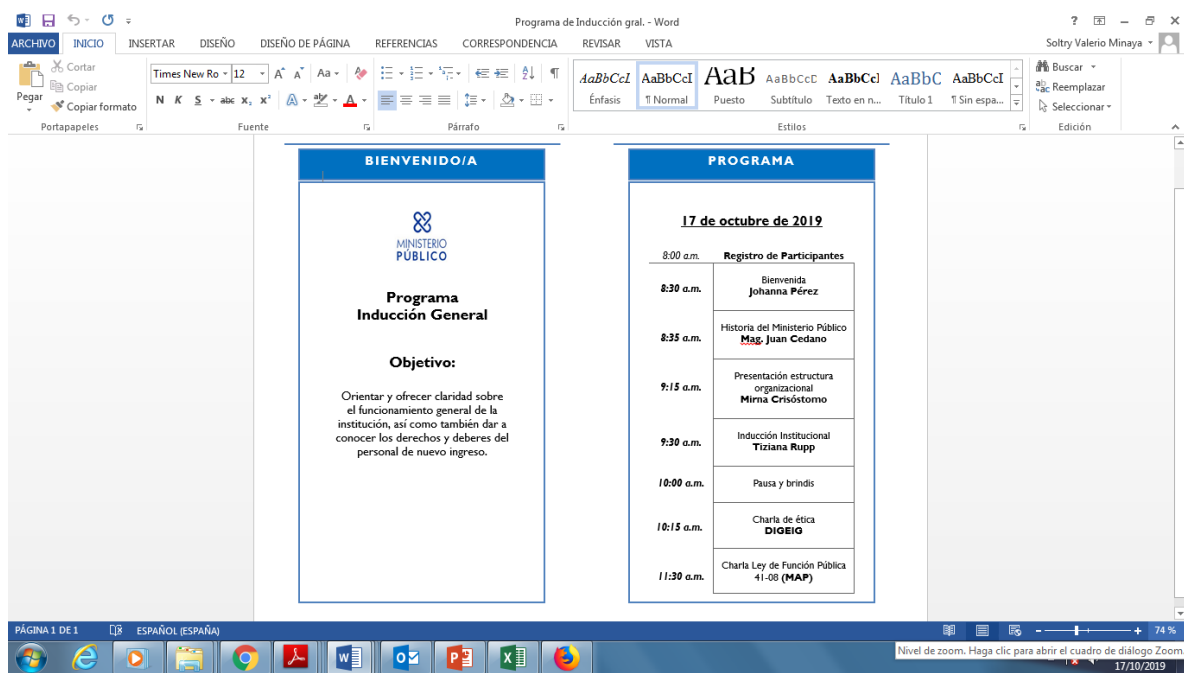 Programa de Inducción gral. - Word
ARCHIVO INICIO INSERTAR DISEÑO DISEÑO DE PÁGINA REFERENCIAS CORRESPONDENCIA REVISAR VISTA
Soltry Valerio Minaya
Pegar
Cortar
Copiar
Copiar formato
Portapapeles
Times New Ro 12
N K S abc x₂ x²
Fuente
Párrafo
AaBbCcI Énfasis
AaBbCcI ¶ Normal
AaB Puesto
AaBbCcD Subtítulo
AaBbCcl Texto en n...
AaBbC Título 1
AaBbCcI ¶ Sin espa...
Estilos
Buscar
Reemplazar
Seleccionar
Edición
BIENVENIDO/A
MINISTERIO
PÚBLICO
Programa
Inducción General
Objetivo:
Orientar y ofrecer claridad sobre
el funcionamiento general de la
institución, así como también dar a
conocer los derechos y deberes del
personal de nuevo ingreso.
PROGRAMA
17 de octubre de 2019
8:00 a.m. Registro de Participantes
8:30 a.m. Bienvenida
Johanna Pérez
8:35 a.m. Historia del Ministerio Público
Mag. Juan Cedano
9:15 a.m. Presentación estructura
organizacional
Mirna Crisóstomo
9:30 a.m. Inducción Institucional
Tiziana Rupp
10:00 a.m. Pausa y brindis
10:15 a.m. Charla de ética
DIGEIG
11:30 a.m. Charla Ley de Función Pública
41-08 (MAP)
PÁGINA 1 DE 1 ESPAÑOL (ESPAÑA) 74 %
Nivel de zoom. Haga clic para abrir el cuadro de diálogo Zoom
17/10/2019